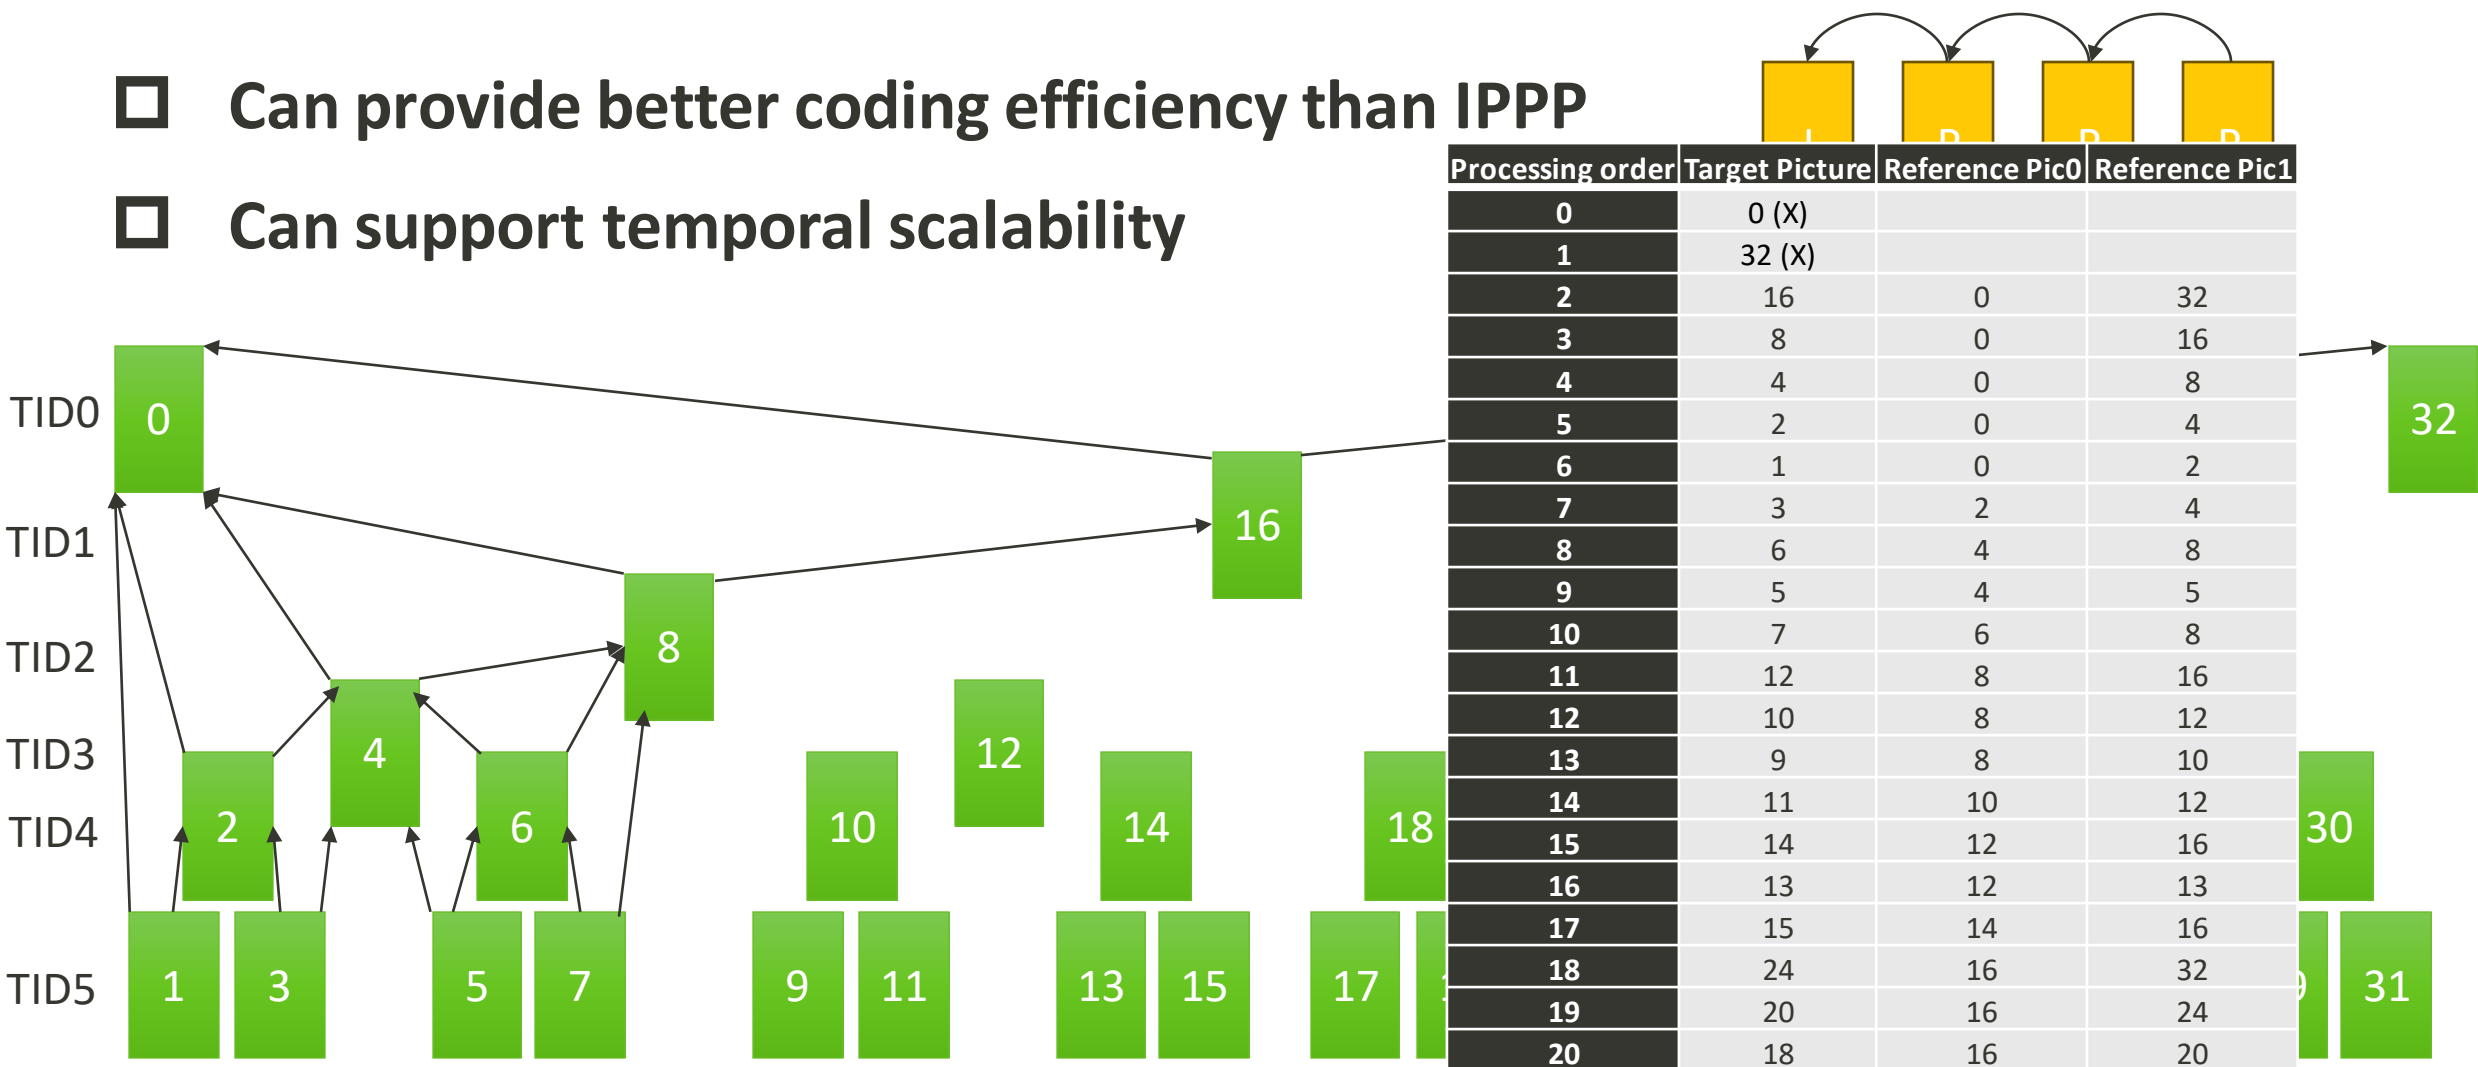 Can provide better coding efficiency than IPPP
Can support temporal scalability
Processing order Target Picture Reference Pic0 Reference Pic1
0 0 (X)
1 32 (X)
2 16 0 32
3 8 0 16
4 4 0 8
5 2 0 4
6 1 0 2
7 3 2 4
8 6 4 8
9 5 4 5
10 7 6 8
11 12 8 16
12 10 8 12
13 9 8 10
14 11 10 12
15 14 12 16
16 13 12 13
17 15 14 16
18 24 16 32
19 20 16 24
20 18 16 20
TID0 0 32
TID1 16
TID2 8
TID3 4 12
TID4 2 6 10 14 18 30
TID5 1 3 5 7 9 11 13 15 17 31